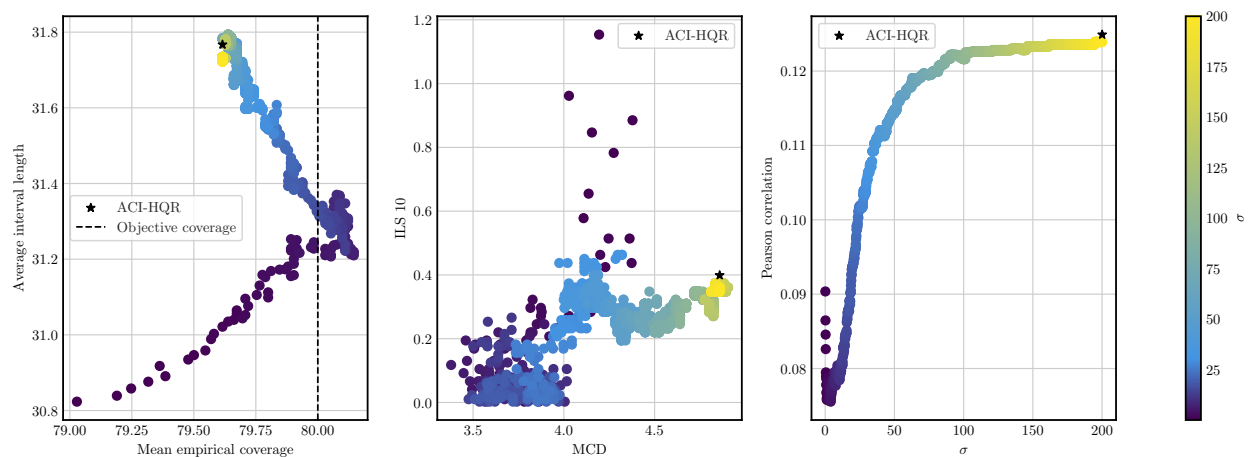 31.8
31.6
31.4
31.2
31.0
30.8
Average interval length
79.00 79.25 79.50 79.75 80.00
Mean empirical coverage
ACI-HQR
Objective coverage
1.2
1.0
0.8
0.6
0.4
0.2
0.0
ILS 10
3.5 4.0 4.5
MCD
ACI-HQR
0.12
0.11
0.10
0.09
0.08
Pearson correlation
0 50 100 150 200
σ
ACI-HQR
200
175
150
125
100
75
50
25
σ